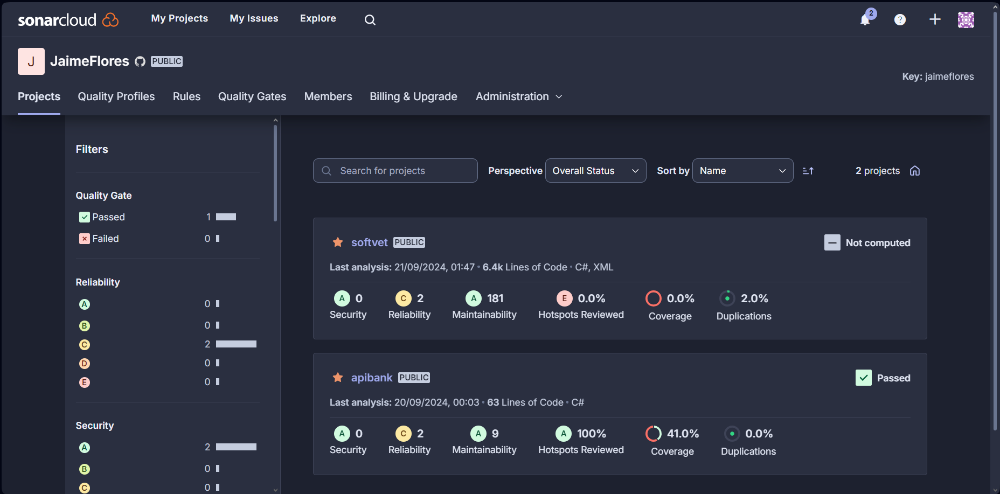 sonarcloud My Projects My Issues Explore 2 ?
J JaimeFlores PUBLIC
Key: jaimeflores
Projects Quality Profiles Rules Quality Gates Members Billing & Upgrade Administration
Filters
Quality Gate
Passed 1
Failed 0
Reliability
A 0
B 0
C 2
D 0
E 0
Security
A 2
B 0
C 0
Search for projects Perspective Overall Status Sort by Name 2 projects
softvet PUBLIC Not computed
Last analysis: 21/09/2024, 01:47 • 6.4k Lines of Code • C#, XML
A 0 C 2 A 181 E 0.0% 0.0% 2.0%
Security Reliability Maintainability Hotspots Reviewed Coverage Duplications
apibank PUBLIC Passed
Last analysis: 20/09/2024, 00:03 • 63 Lines of Code • C#
A 0 C 2 A 9 A 100% 41.0% 0.0%
Security Reliability Maintainability Hotspots Reviewed Coverage Duplications